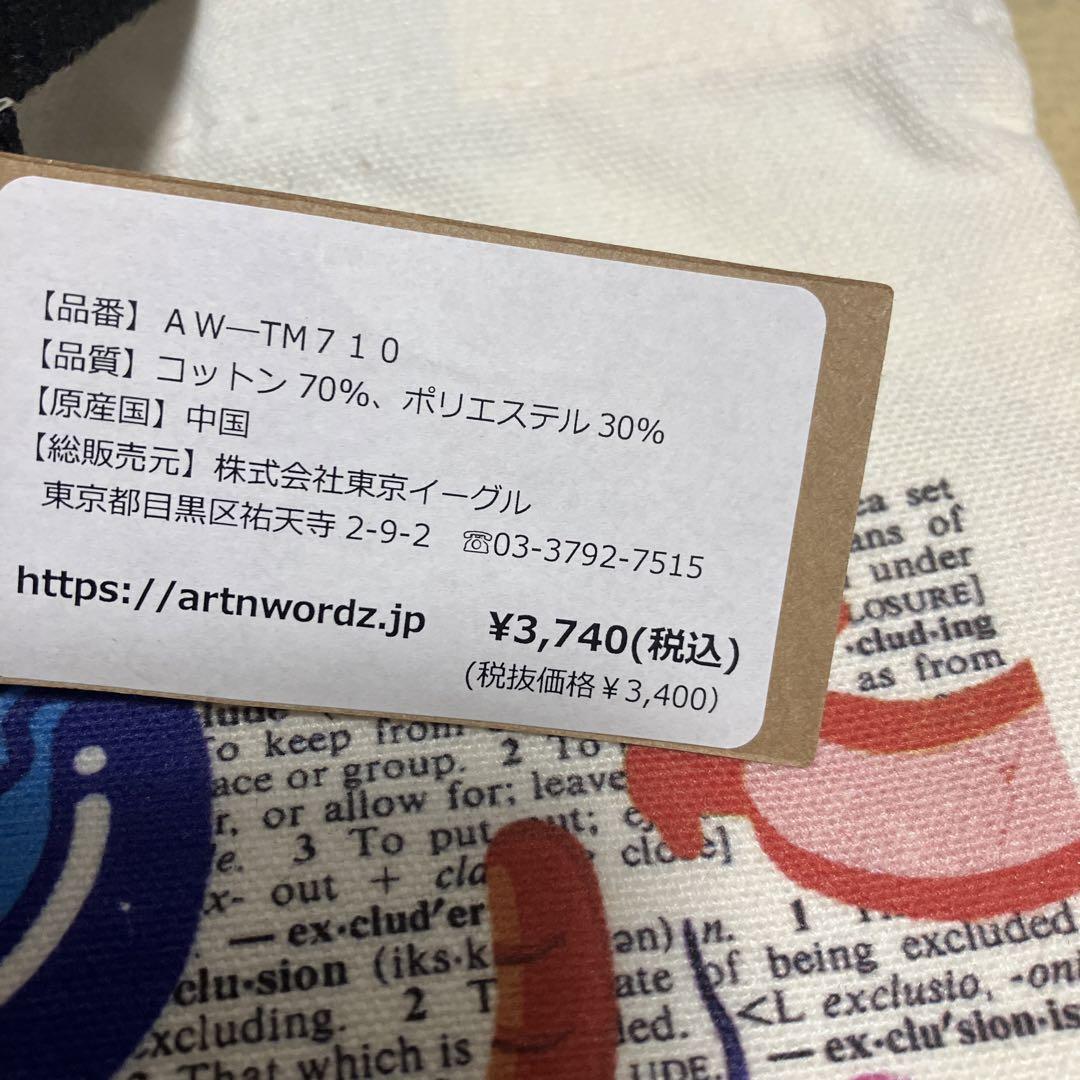 【品番】ＡＷ―TM７１０
【品質】コットン 70%、ポリエステル 30%
【原産国】中国
【総販売元】株式会社東京イーグル
東京都目黒区祐天寺 2-9-2 ☏03-3792-7515
https://artnwordz.jp ¥3,740(税込)
(税抜価格￥3,400)
ea set
ans of
under
LOSURE]
·clud·ing
as from
To keep from
ace or group. 2 To
r, or allow for; leave
e. 3 To put out;
x- out + cla
— ex·clud′er
clu·sion (iks·k ən) n. 1
ate of being excluded
excluding. 2 <L exclusio, -oni
That which is — ex·clu′sion·is
UDE.